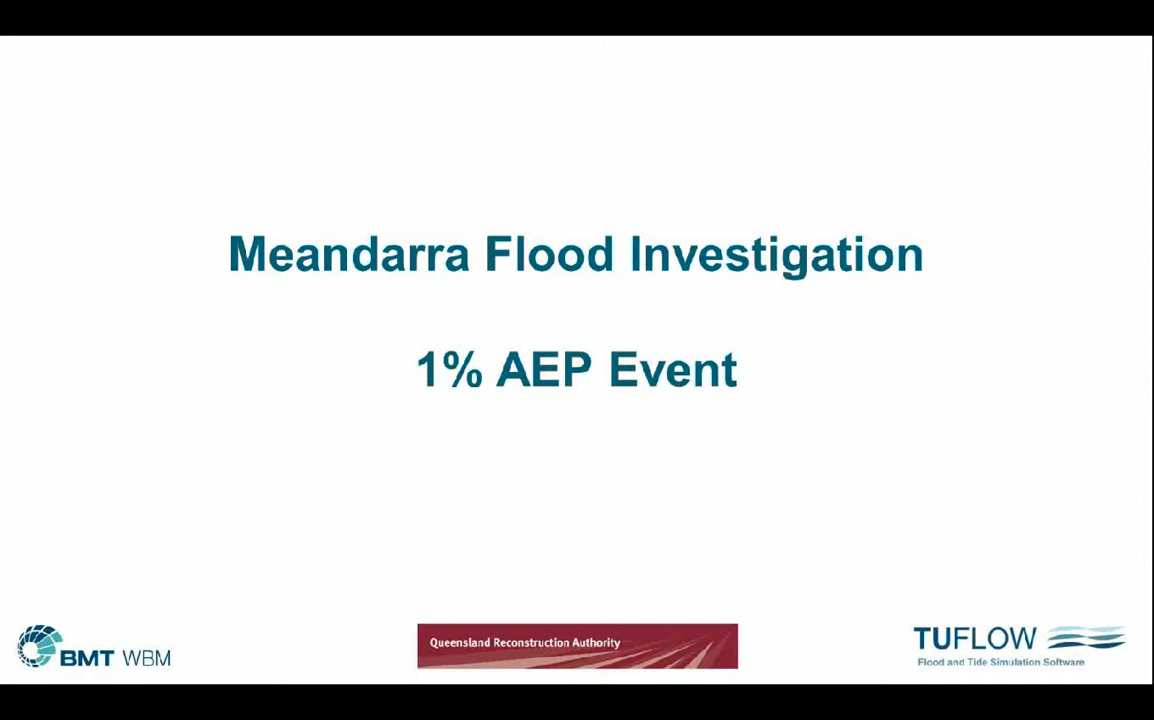 Meandarra Flood Investigation
1% AEP Event
BMT WBM
Queensland Reconstruction Authority
TUFLOW
Flood and Tide Simulation Software